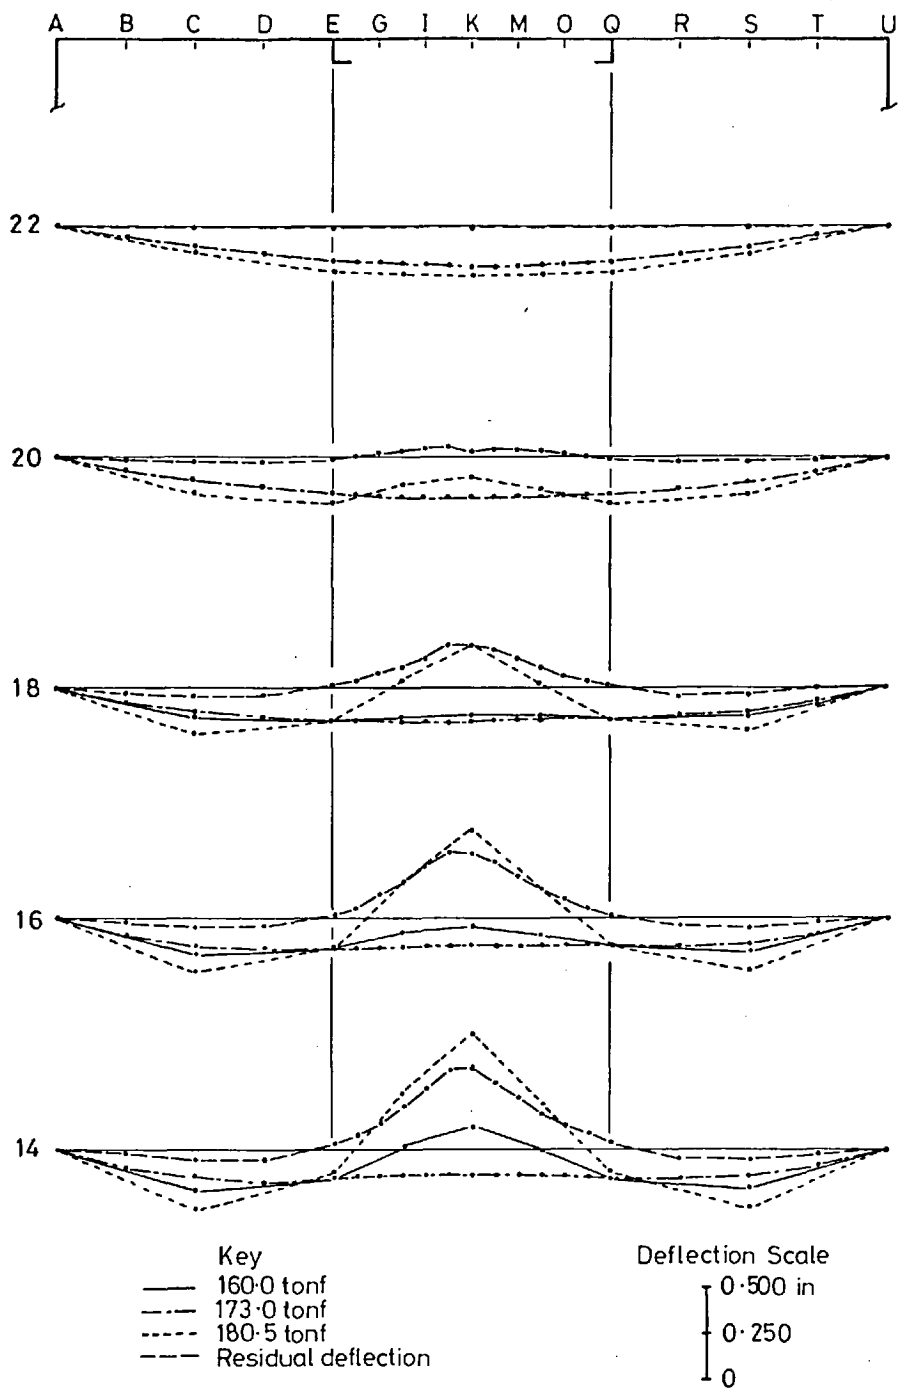 A B C D E G I K M O Q R S T U
22
20
18
16
14
Key
160·0 tonf
173·0 tonf
180·5 tonf
Residual deflection
Deflection Scale
0·500 in
0·250
0